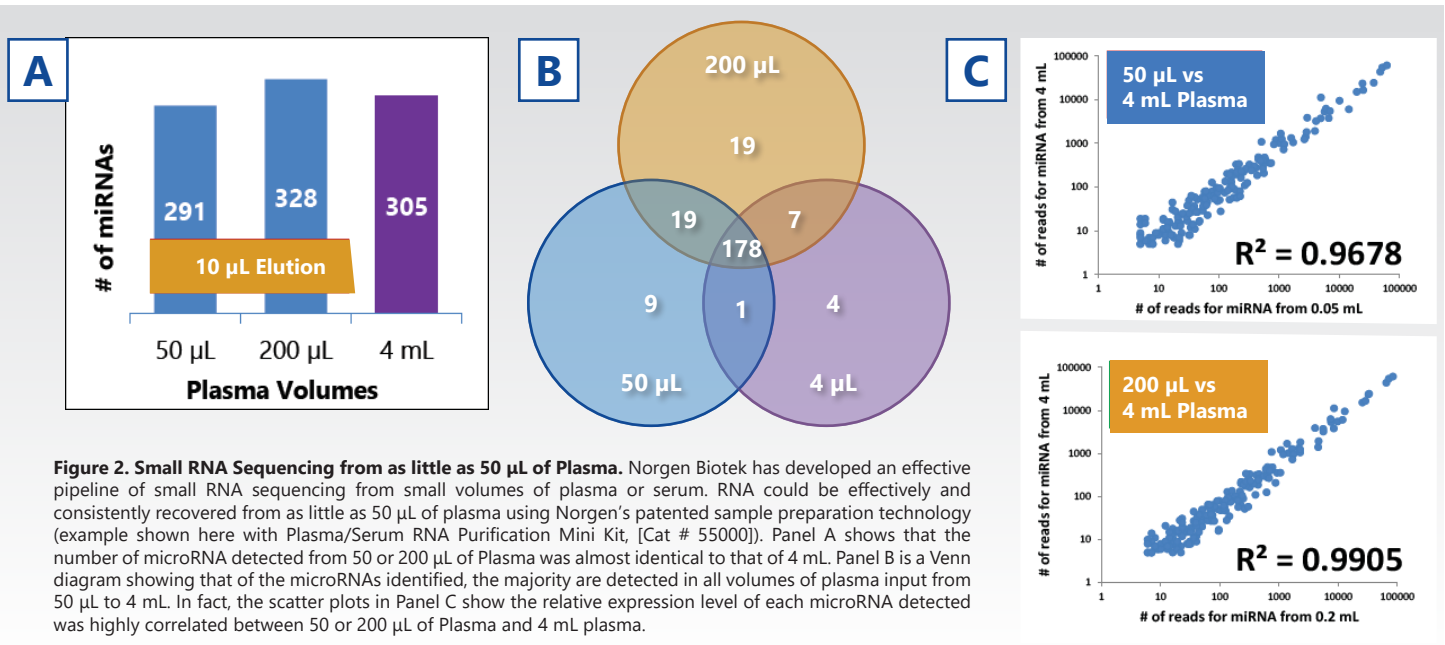 A
# of miRNAs
291
328
305
10 µL Elution
50 µL
200 µL
4 mL
Plasma Volumes
B
200 µL
19
19
7
178
9
1
4
50 µL
4 µL
C
50 µL vs
4 mL Plasma
# of reads for miRNA from 4 mL
100000
10000
1000
100
10
1
R² = 0.9678
1 10 100 1000 10000 100000
# of reads for miRNA from 0.05 mL
200 µL vs
4 mL Plasma
# of reads for miRNA from 4 mL
100000
10000
1000
100
10
1
R² = 0.9905
1 10 100 1000 10000 100000
# of reads for miRNA from 0.2 mL
Figure 2. Small RNA Sequencing from as little as 50 µL of Plasma. Norgen Biotek has developed an effective
pipeline of small RNA sequencing from small volumes of plasma or serum. RNA could be effectively and
consistently recovered from as little as 50 µL of plasma using Norgen's patented sample preparation technology
(example shown here with Plasma/Serum RNA Purification Mini Kit, [Cat # 55000]). Panel A shows that the
number of microRNA detected from 50 or 200 µL of Plasma was almost identical to that of 4 mL. Panel B is a Venn
diagram showing that of the microRNAs identified, the majority are detected in all volumes of plasma input from
50 µL to 4 mL. In fact, the scatter plots in Panel C show the relative expression level of each microRNA detected
was highly correlated between 50 or 200 µL of Plasma and 4 mL plasma.